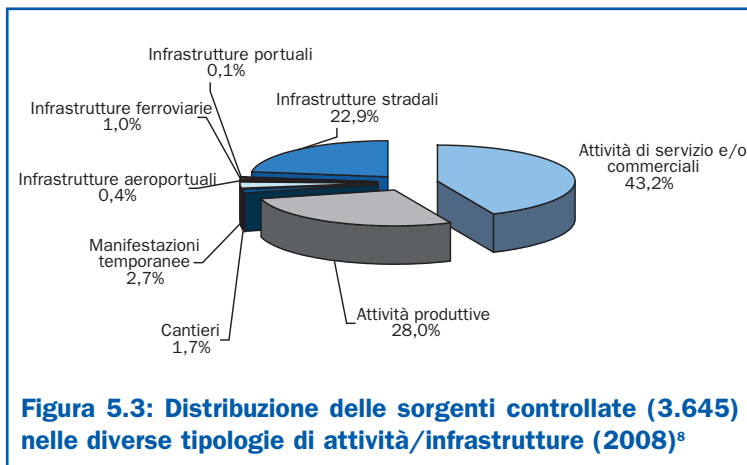 Infrastrutture portuali
0,1%
Infrastrutture stradali
22,9%
Infrastrutture ferroviarie
1,0%
Attività di servizio e/o
commerciali
43,2%
Infrastrutture aeroportuali
0,4%
Manifestazioni
temporanee
2,7%
Attività produttive
28,0%
Cantieri
1,7%
Figura 5.3: Distribuzione delle sorgenti controllate (3.645)
nelle diverse tipologie di attività/infrastrutture (2008)⁸